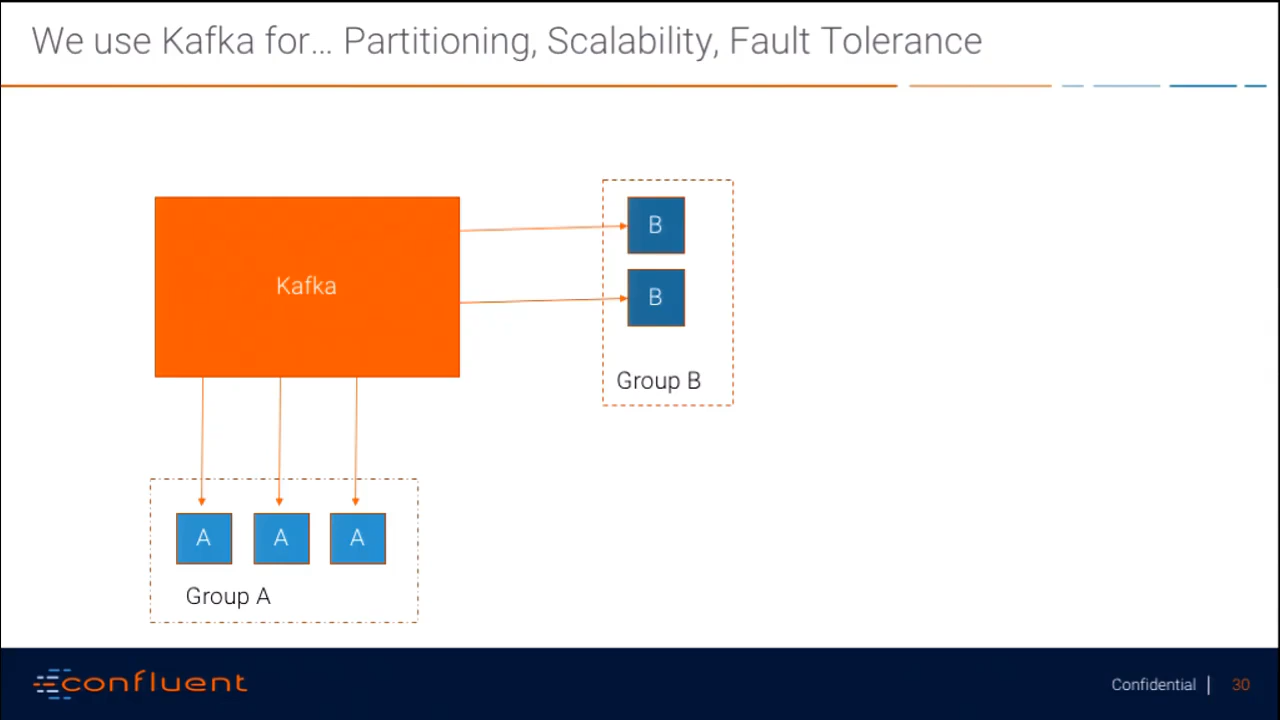 We use Kafka for… Partitioning, Scalability, Fault Tolerance
Kafka
B
B
Group B
A A A
Group A
confluent
Confidential | 30